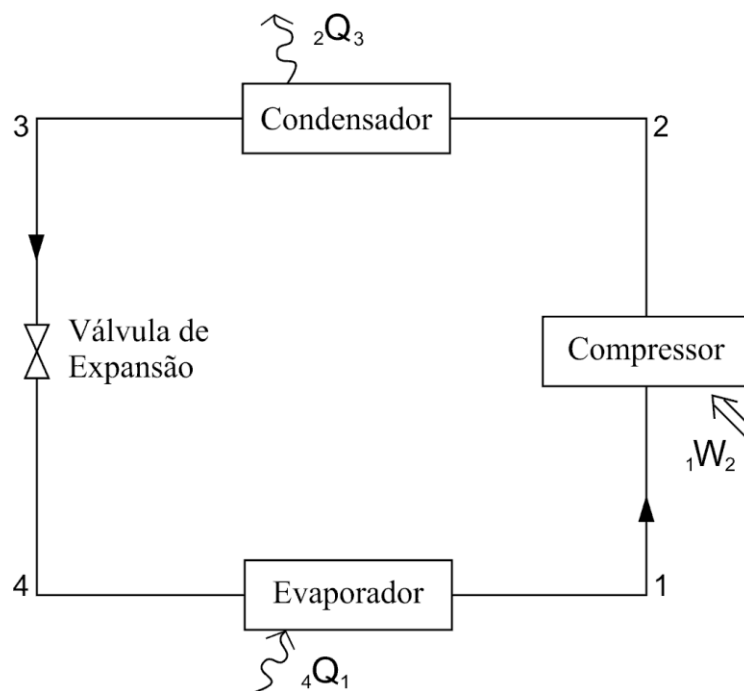 ₂Q₃
3
Condensador
2
Válvula de
Expansão
Compressor
₁W₂
4
Evaporador
1
₄Q₁